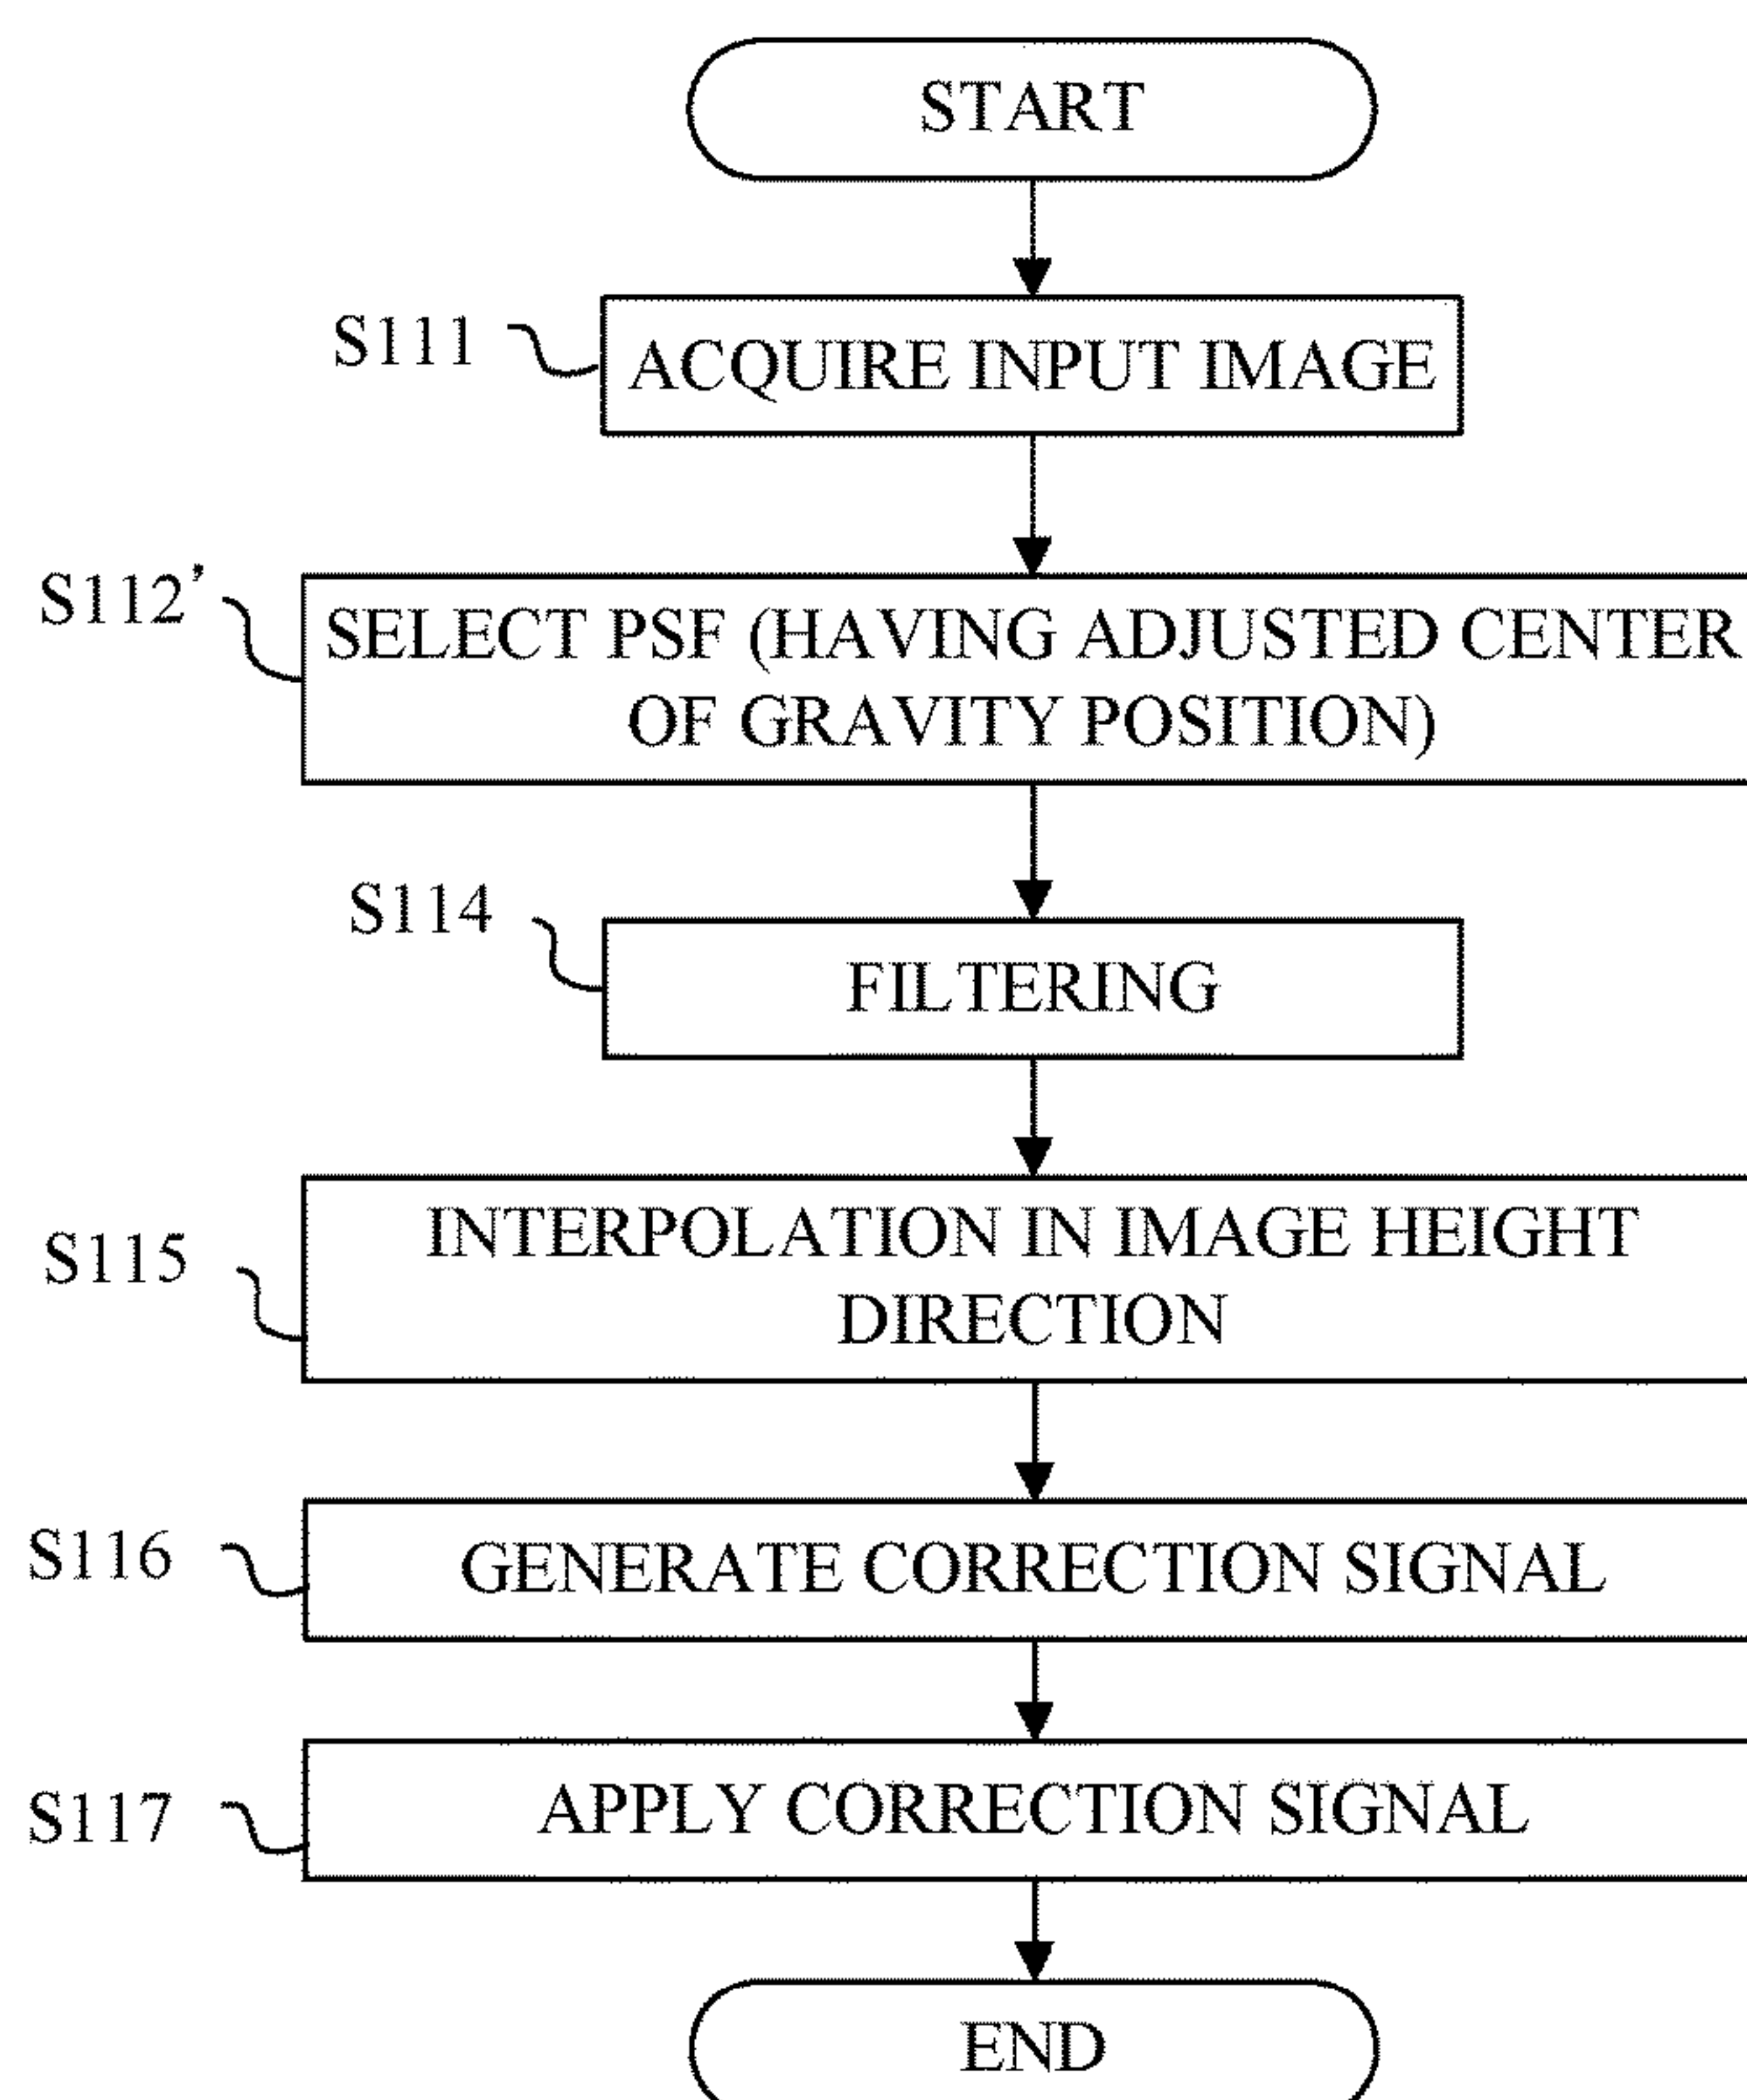 START
S111
ACQUIRE INPUT IMAGE
S112'
SELECT PSF (HAVING ADJUSTED CENTER
OF GRAVITY POSITION)
S114
FILTERING
S115
INTERPOLATION IN IMAGE HEIGHT
DIRECTION
S116
GENERATE CORRECTION SIGNAL
S117
APPLY CORRECTION SIGNAL
END